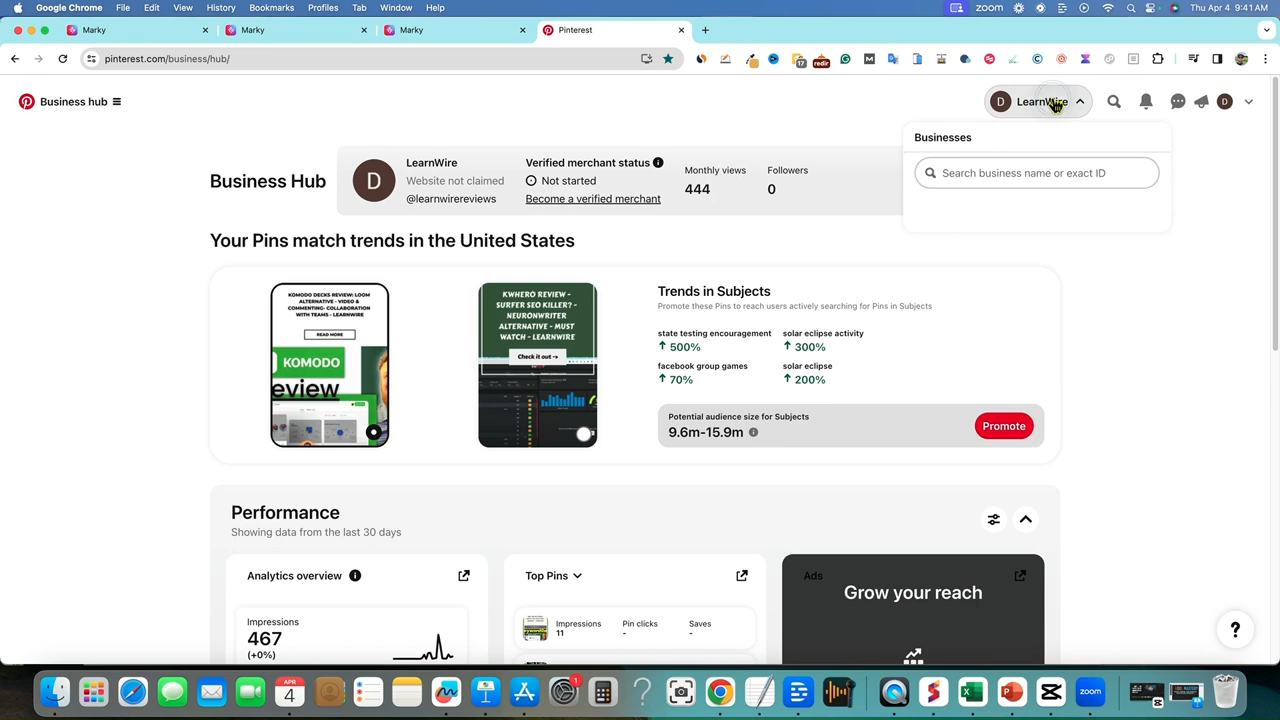 Google Chrome File Edit View History Bookmarks Profiles Tab Window Help
Zoom Thu Apr 4 9:41 AM
Marky
Marky
Marky
Pinterest
pinterest.com/business/hub/
17
redir
Business hub
D LearnWire
D
Businesses
Search business name or exact ID
Business Hub
D
LearnWire
Website not claimed
@learnwirereviews
Verified merchant status
Not started
Become a verified merchant
Monthly views
444
Followers
0
Your Pins match trends in the United States
KOMODO DECKS REVIEW: LOOM
ALTERNATIVE - VIDEO &
COMMENTING- COLLABORATION
WITH TEAMS - LEARNWIRE
READ MORE
KOMODO
eview
KWHERO REVIEW -
SURFER SEO KILLER? -
NEURONWRITER
ALTERNATIVE - MUST
WATCH - LEARNWIRE
Check it out →
Trends in Subjects
Promote these Pins to reach users actively searching for Pins in Subjects
state testing encouragement
↑ 500%
solar eclipse activity
↑ 300%
facebook group games
↑ 70%
solar eclipse
↑ 200%
Potential audience size for Subjects
9.6m-15.9m
Promote
Performance
Showing data from the last 30 days
Analytics overview
Impressions
467
(+0%)
Top Pins
Impressions
11
Pin clicks
-
Saves
-
Ads
Grow your reach
?
APR
4
1
zoom